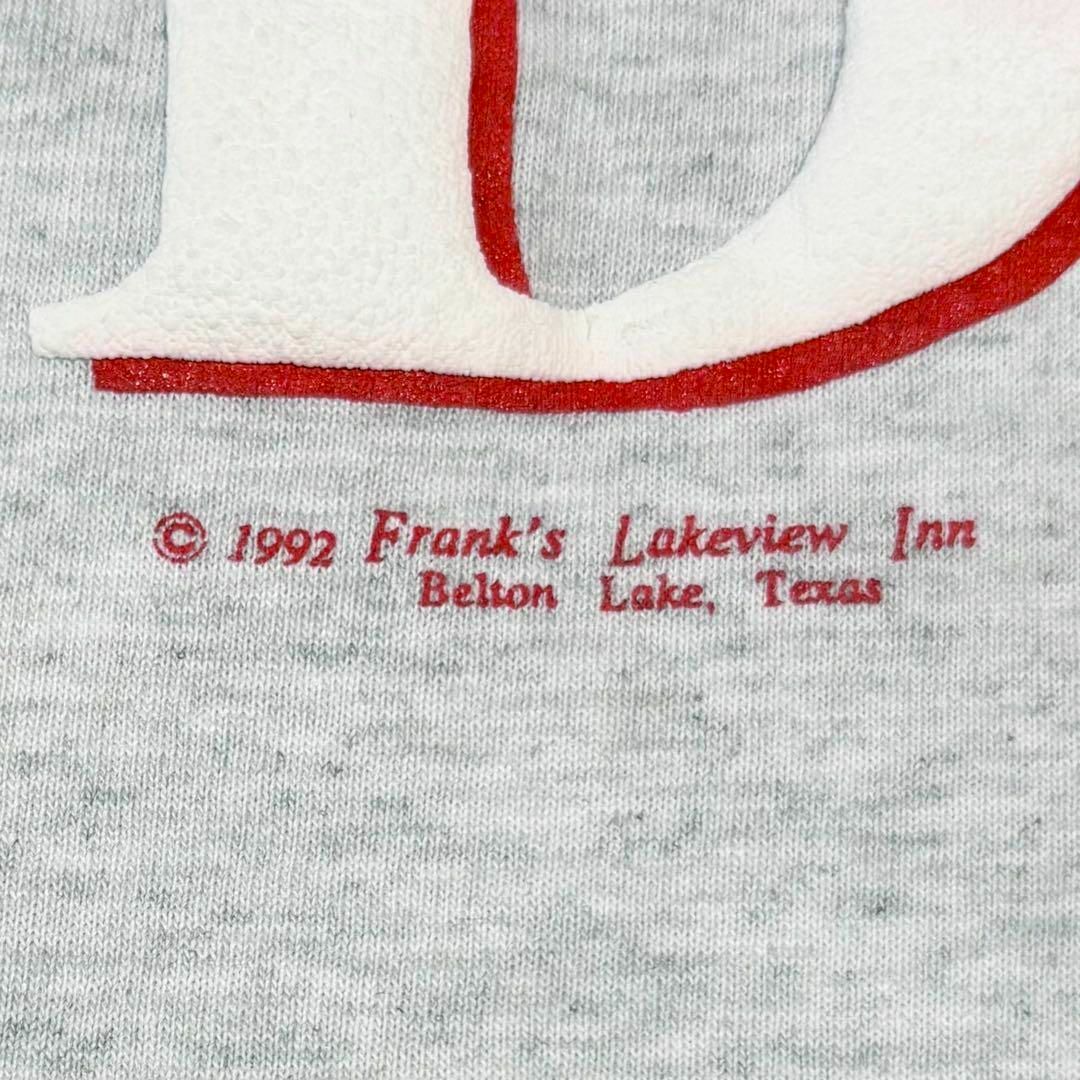 © 1992 Frank's Lakeview Inn
Belton Lake, Texas